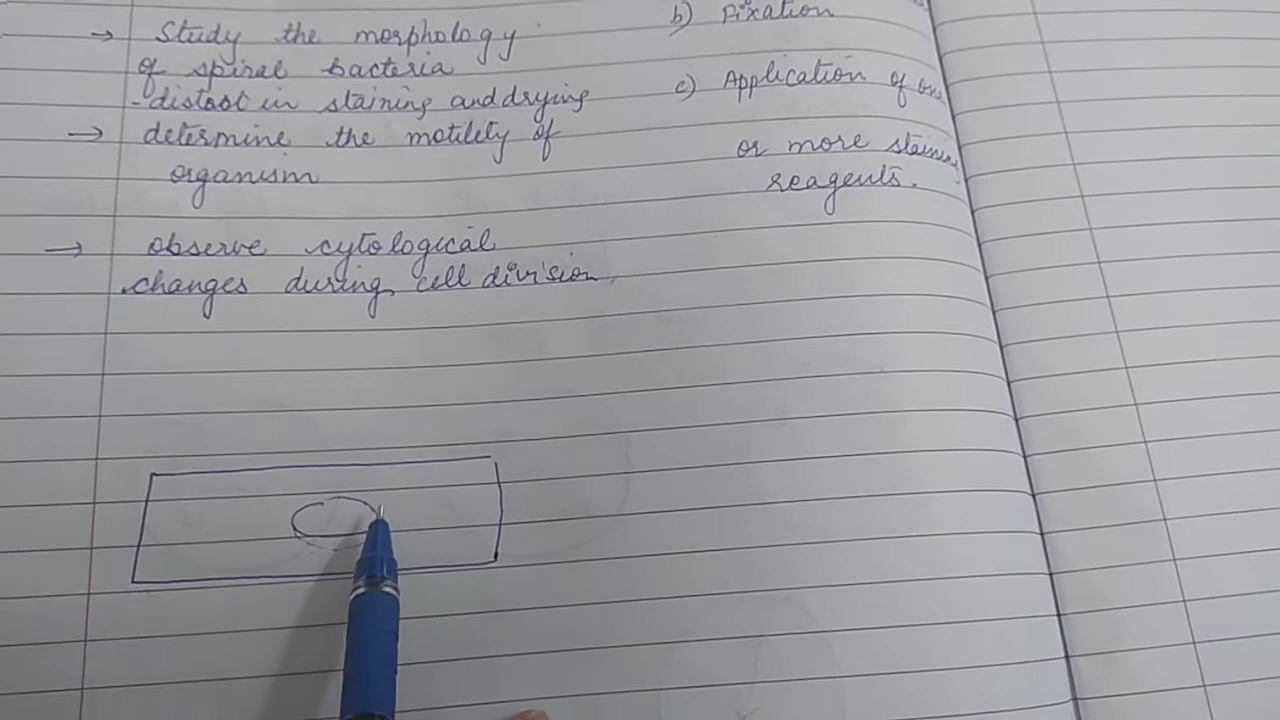 → Study the morphology
of spiral bacteria
- distort in staining and drying
→ determine the motility of
organism
→ observe cytological
changes during cell division
b) Fixation
c) Application of one
or more staining
reagents.